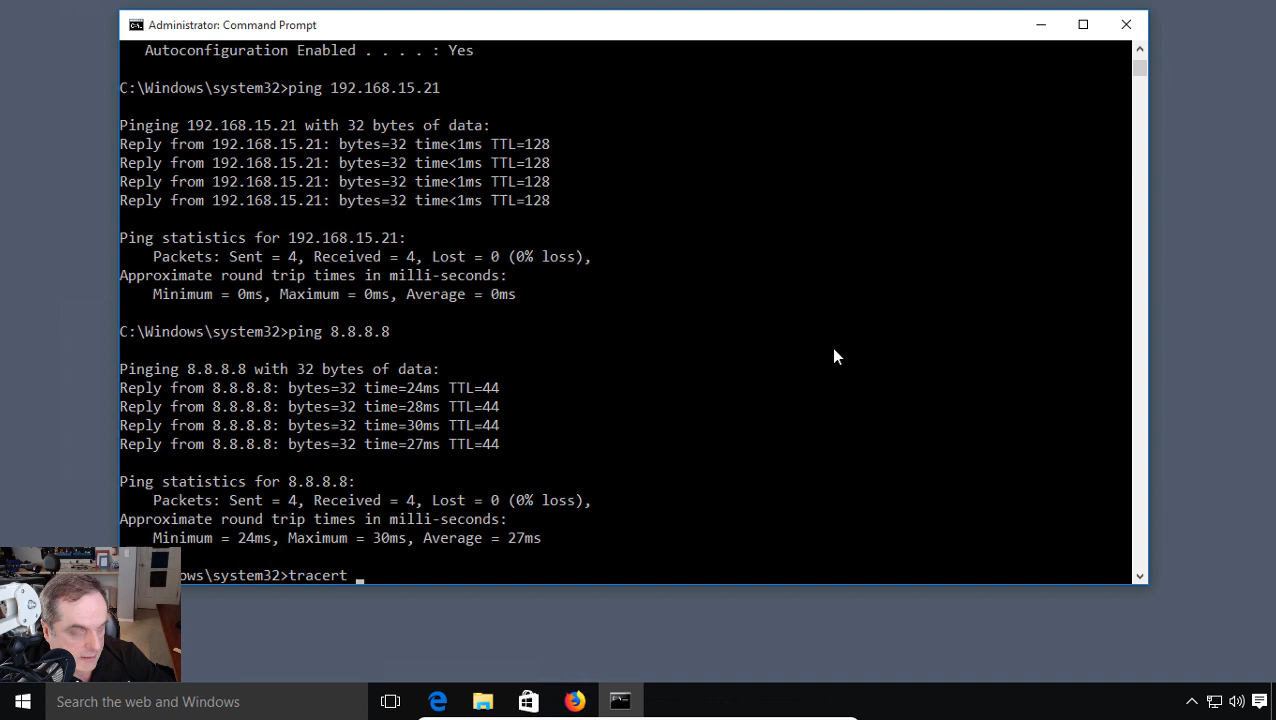 Administrator: Command Prompt
Autoconfiguration Enabled . . . . : Yes
C:\Windows\system32>ping 192.168.15.21
Pinging 192.168.15.21 with 32 bytes of data:
Reply from 192.168.15.21: bytes=32 time<1ms TTL=128
Reply from 192.168.15.21: bytes=32 time<1ms TTL=128
Reply from 192.168.15.21: bytes=32 time<1ms TTL=128
Reply from 192.168.15.21: bytes=32 time<1ms TTL=128
Ping statistics for 192.168.15.21:
Packets: Sent = 4, Received = 4, Lost = 0 (0% loss),
Approximate round trip times in milli-seconds:
Minimum = 0ms, Maximum = 0ms, Average = 0ms
C:\Windows\system32>ping 8.8.8.8
Pinging 8.8.8.8 with 32 bytes of data:
Reply from 8.8.8.8: bytes=32 time=24ms TTL=44
Reply from 8.8.8.8: bytes=32 time=28ms TTL=44
Reply from 8.8.8.8: bytes=32 time=30ms TTL=44
Reply from 8.8.8.8: bytes=32 time=27ms TTL=44
Ping statistics for 8.8.8.8:
Packets: Sent = 4, Received = 4, Lost = 0 (0% loss),
Approximate round trip times in milli-seconds:
Minimum = 24ms, Maximum = 30ms, Average = 27ms
ows\system32>tracert
Search the web and Windows